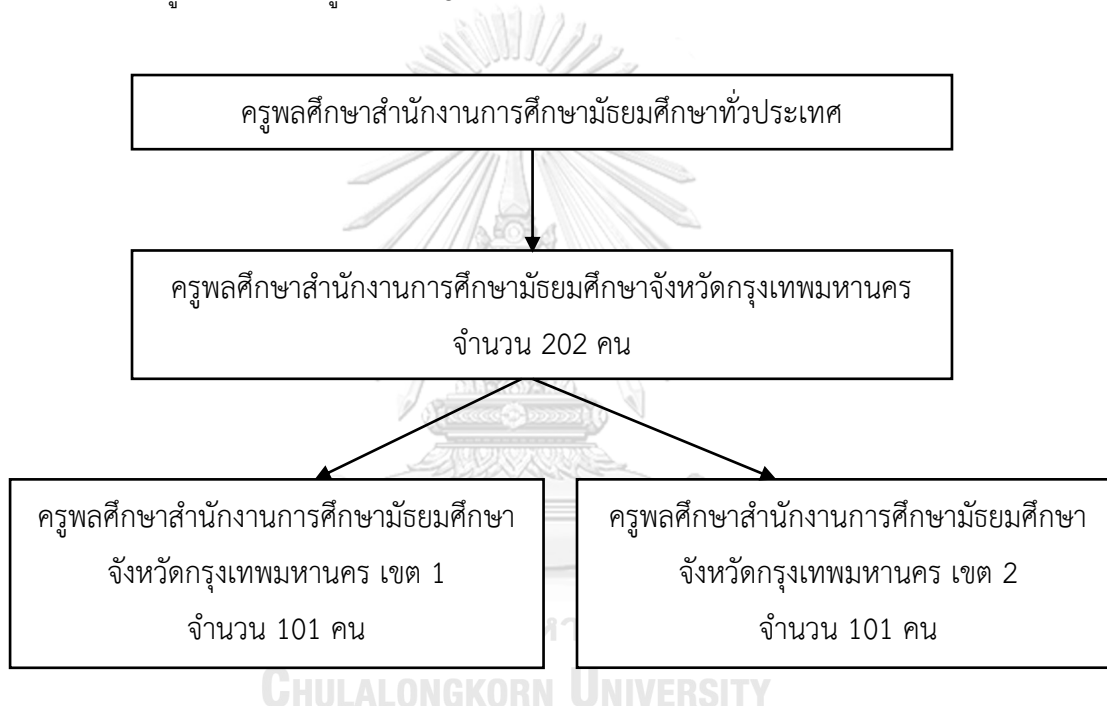 ครูพลศึกษาสำนักงานการศึกษามัธยมศึกษาทั่วประเทศ
ครูพลศึกษาสำนักงานการศึกษามัธยมศึกษาจังหวัดกรุงเทพมหานคร
จำนวน 202 คน
ครูพลศึกษาสำนักงานการศึกษามัธยมศึกษา
จังหวัดกรุงเทพมหานคร เขต 1
จำนวน 101 คน
ครูพลศึกษาสำนักงานการศึกษามัธยมศึกษา
จังหวัดกรุงเทพมหานคร เขต 2
จำนวน 101 คน
CHULALONGKORN UNIVERSITY